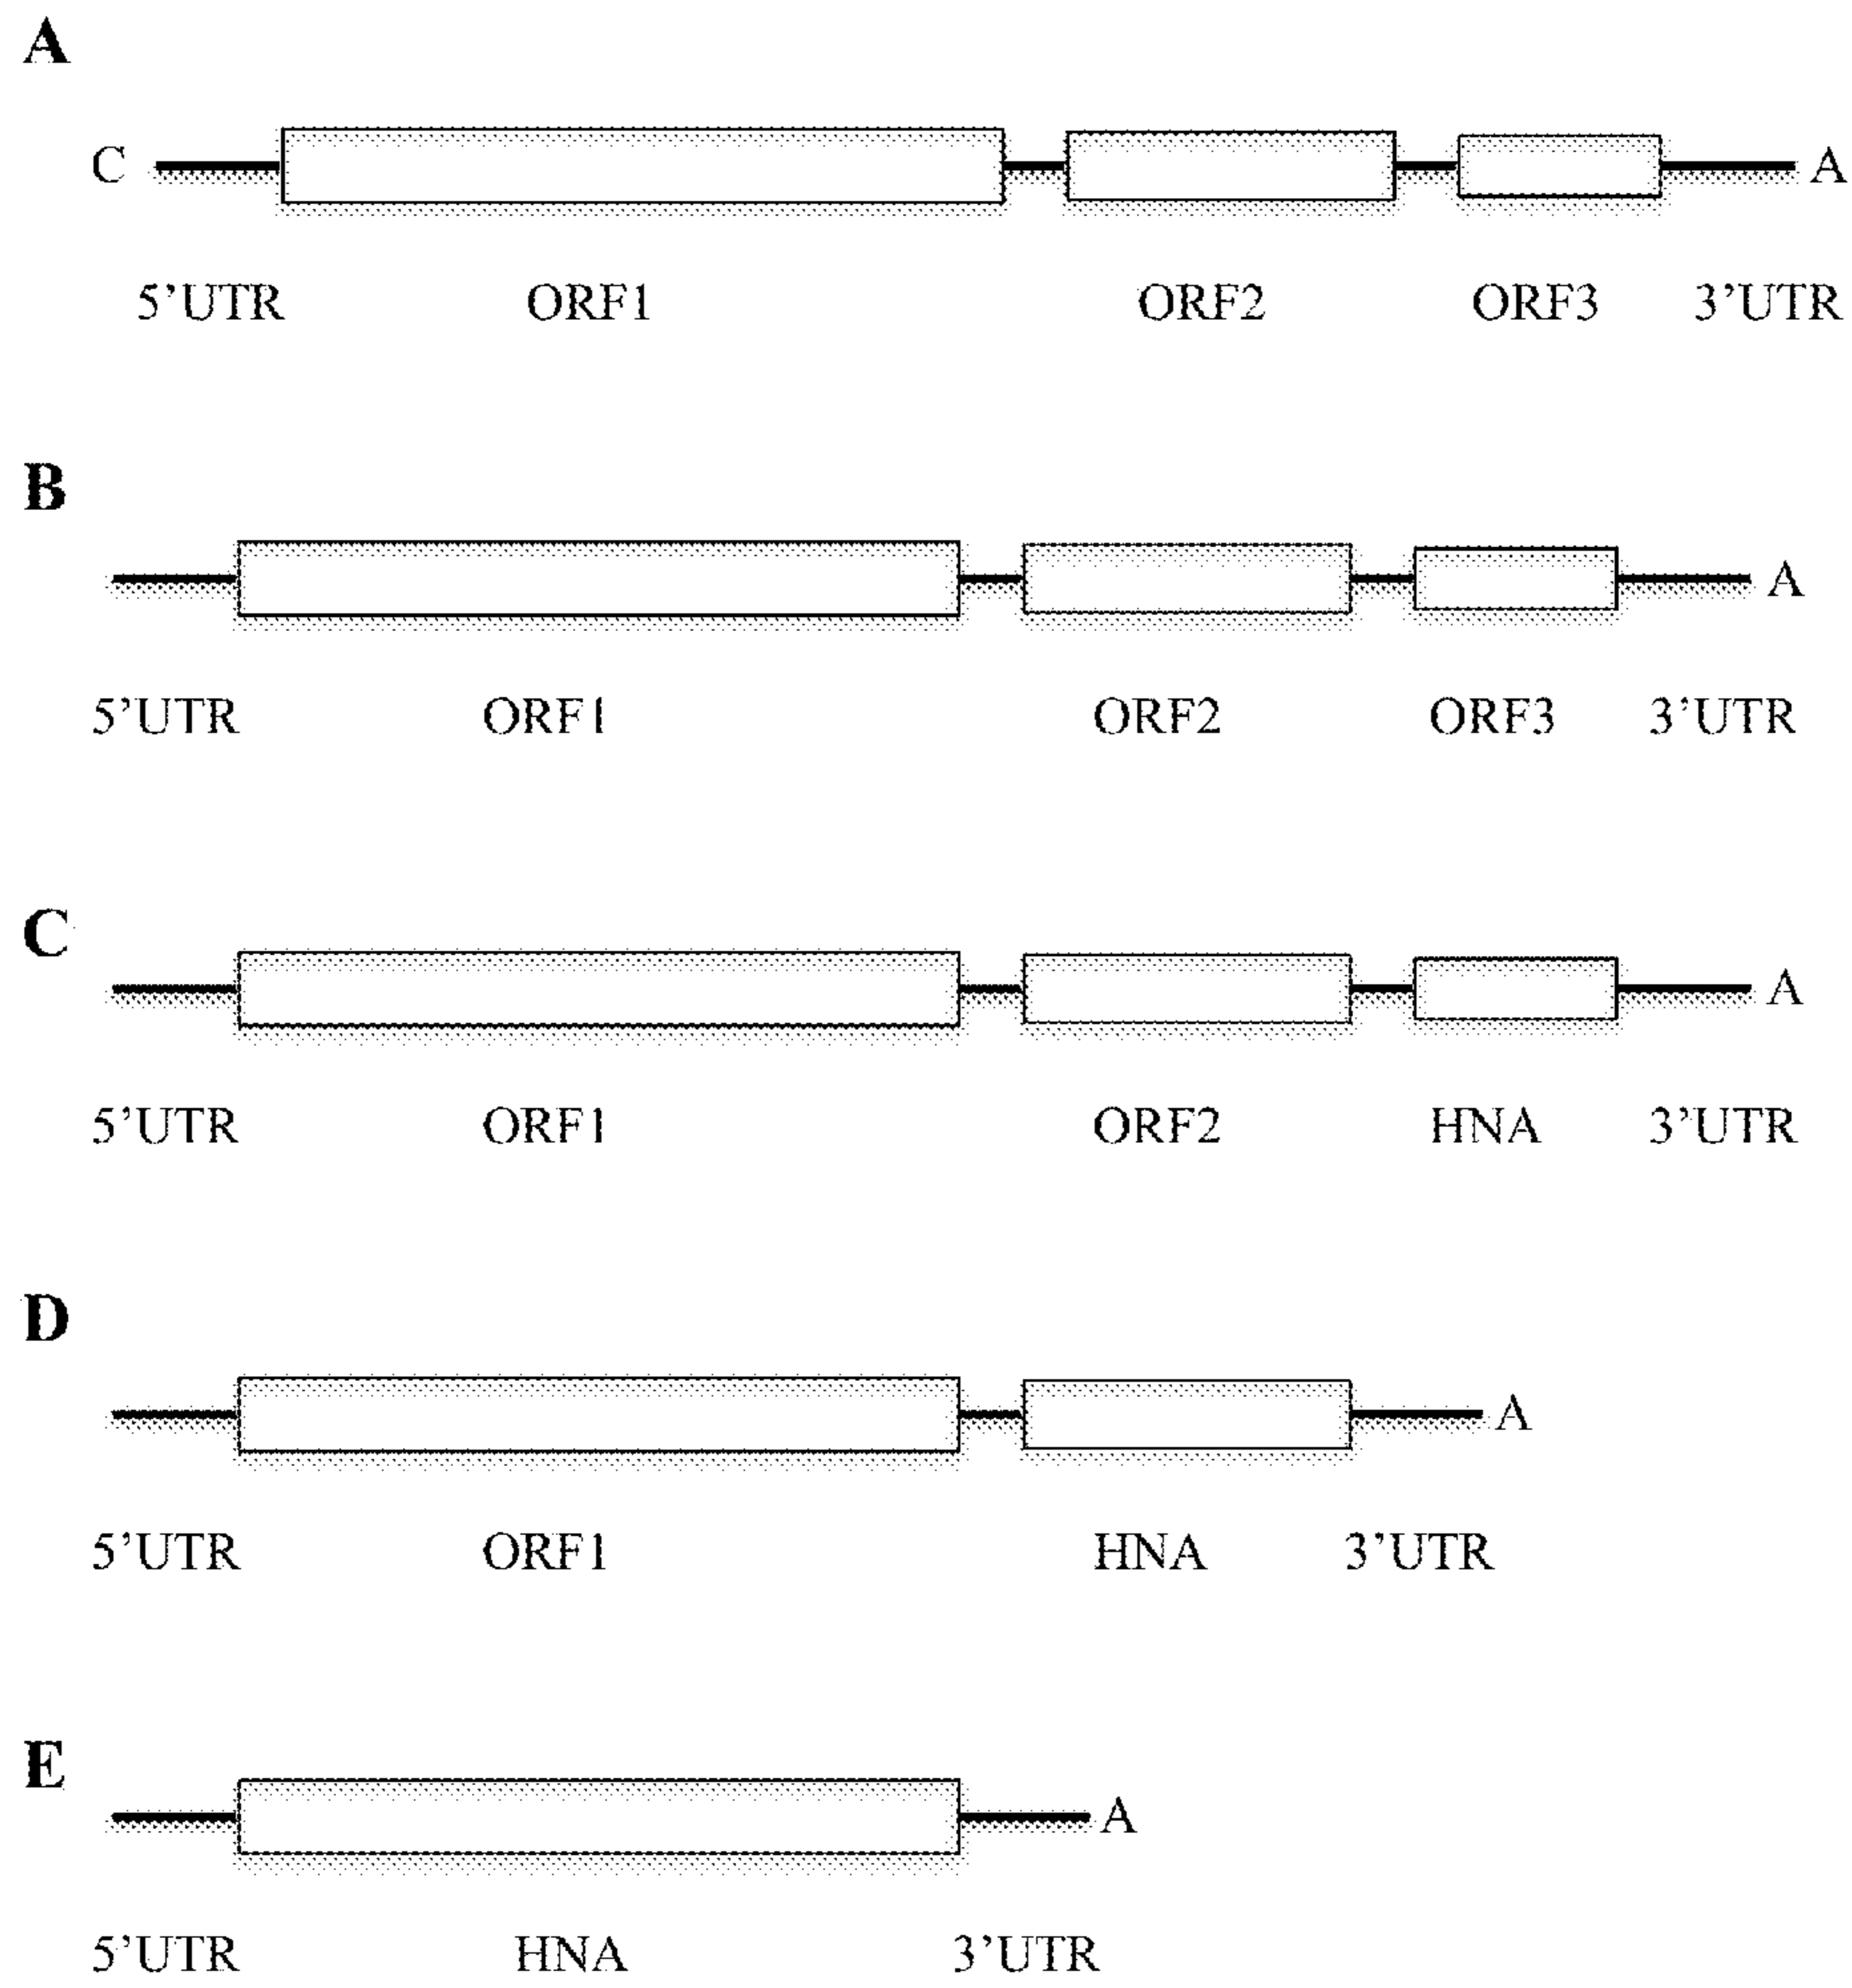 A
C A
5’UTR ORF1 ORF2 ORF3 3’UTR
B
A
5’UTR ORF1 ORF2 ORF3 3’UTR
C
A
5’UTR ORF1 ORF2 HNA 3’UTR
D
A
5’UTR ORF1 HNA 3’UTR
E
A
5’UTR HNA 3’UTR